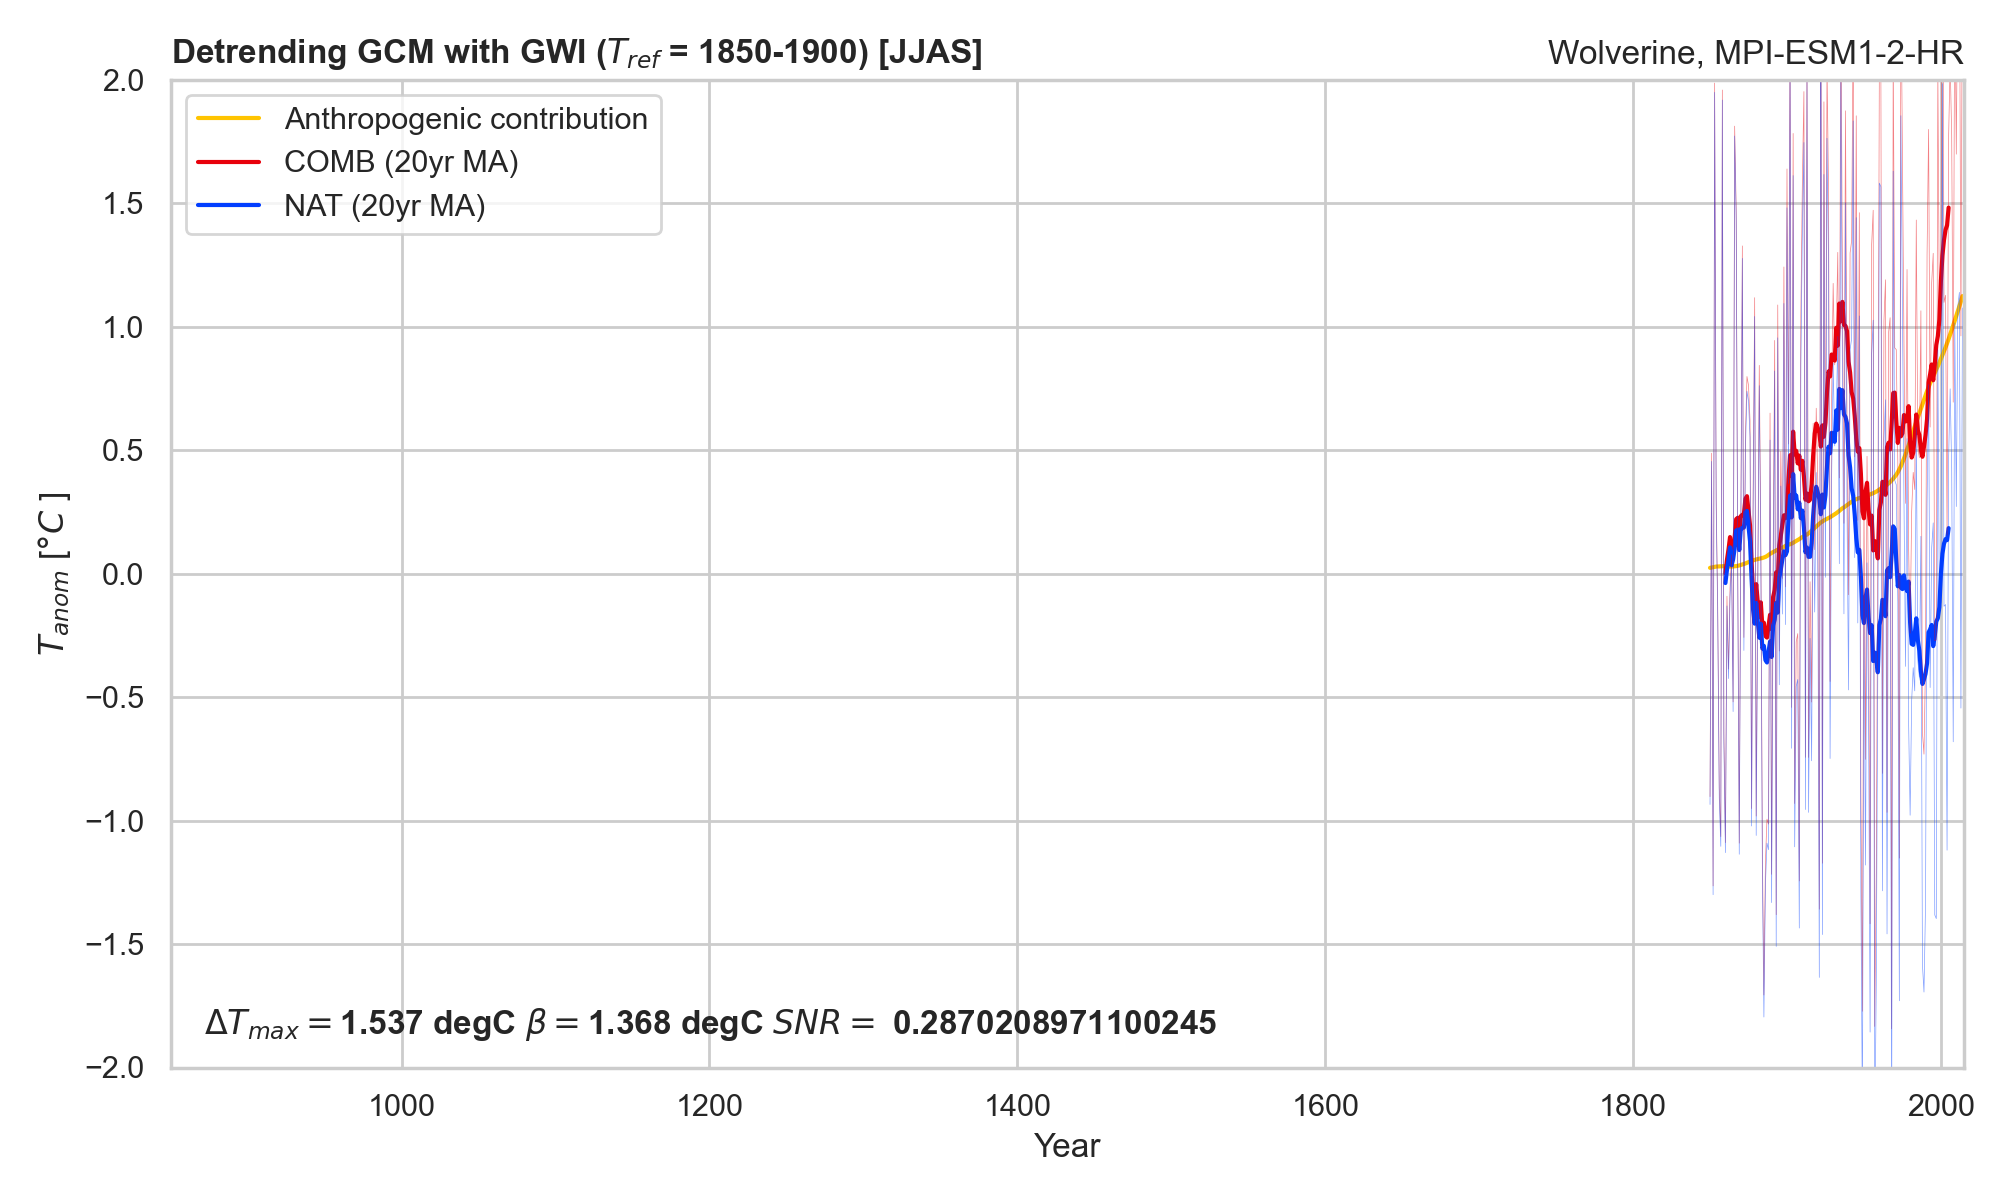 Detrending GCM with GWI (T_ref = 1850-1900) [JJAS]
Wolverine, MPI-ESM1-2-HR
2.0
1.5
1.0
0.5
0.0
−0.5
−1.0
−1.5
−2.0
T_anom [°C]
Anthropogenic contribution
COMB (20yr MA)
NAT (20yr MA)
ΔT_max = 1.537 degC β = 1.368 degC SNR = 0.2870208971100245
1000 1200 1400 1600 1800 2000
Year